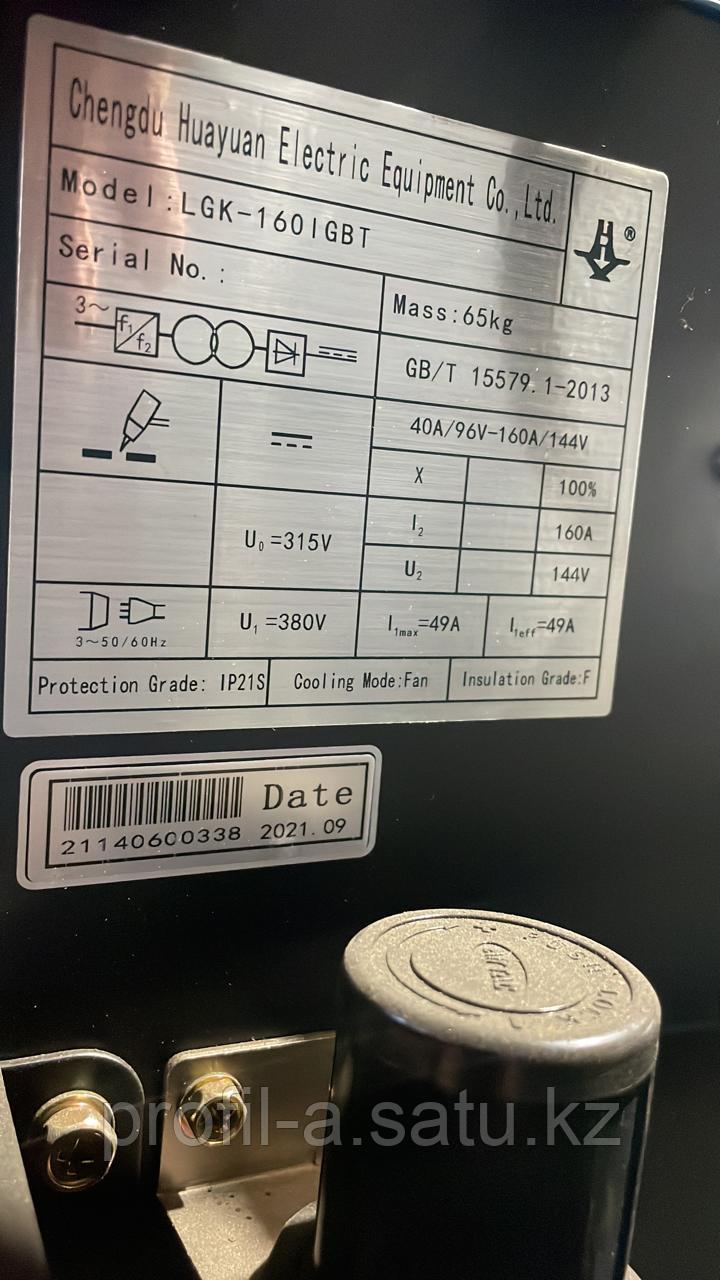 Chengdu Huayuan Electric Equipment Co.,Ltd.
Model:LGK-160IGBT
®
Serial No.:
Mass:65kg
3~
f1/f2
GB/T 15579.1-2013
40A/96V-160A/144V
X 100%
U0=315V
I2 160A
U2 144V
3~50/60Hz
U1=380V
I1max=49A
I1eff=49A
Protection Grade: IP21S
Cooling Mode:Fan
Insulation Grade:F
Date
21140600338 2021.09
profil-a.satu.kz